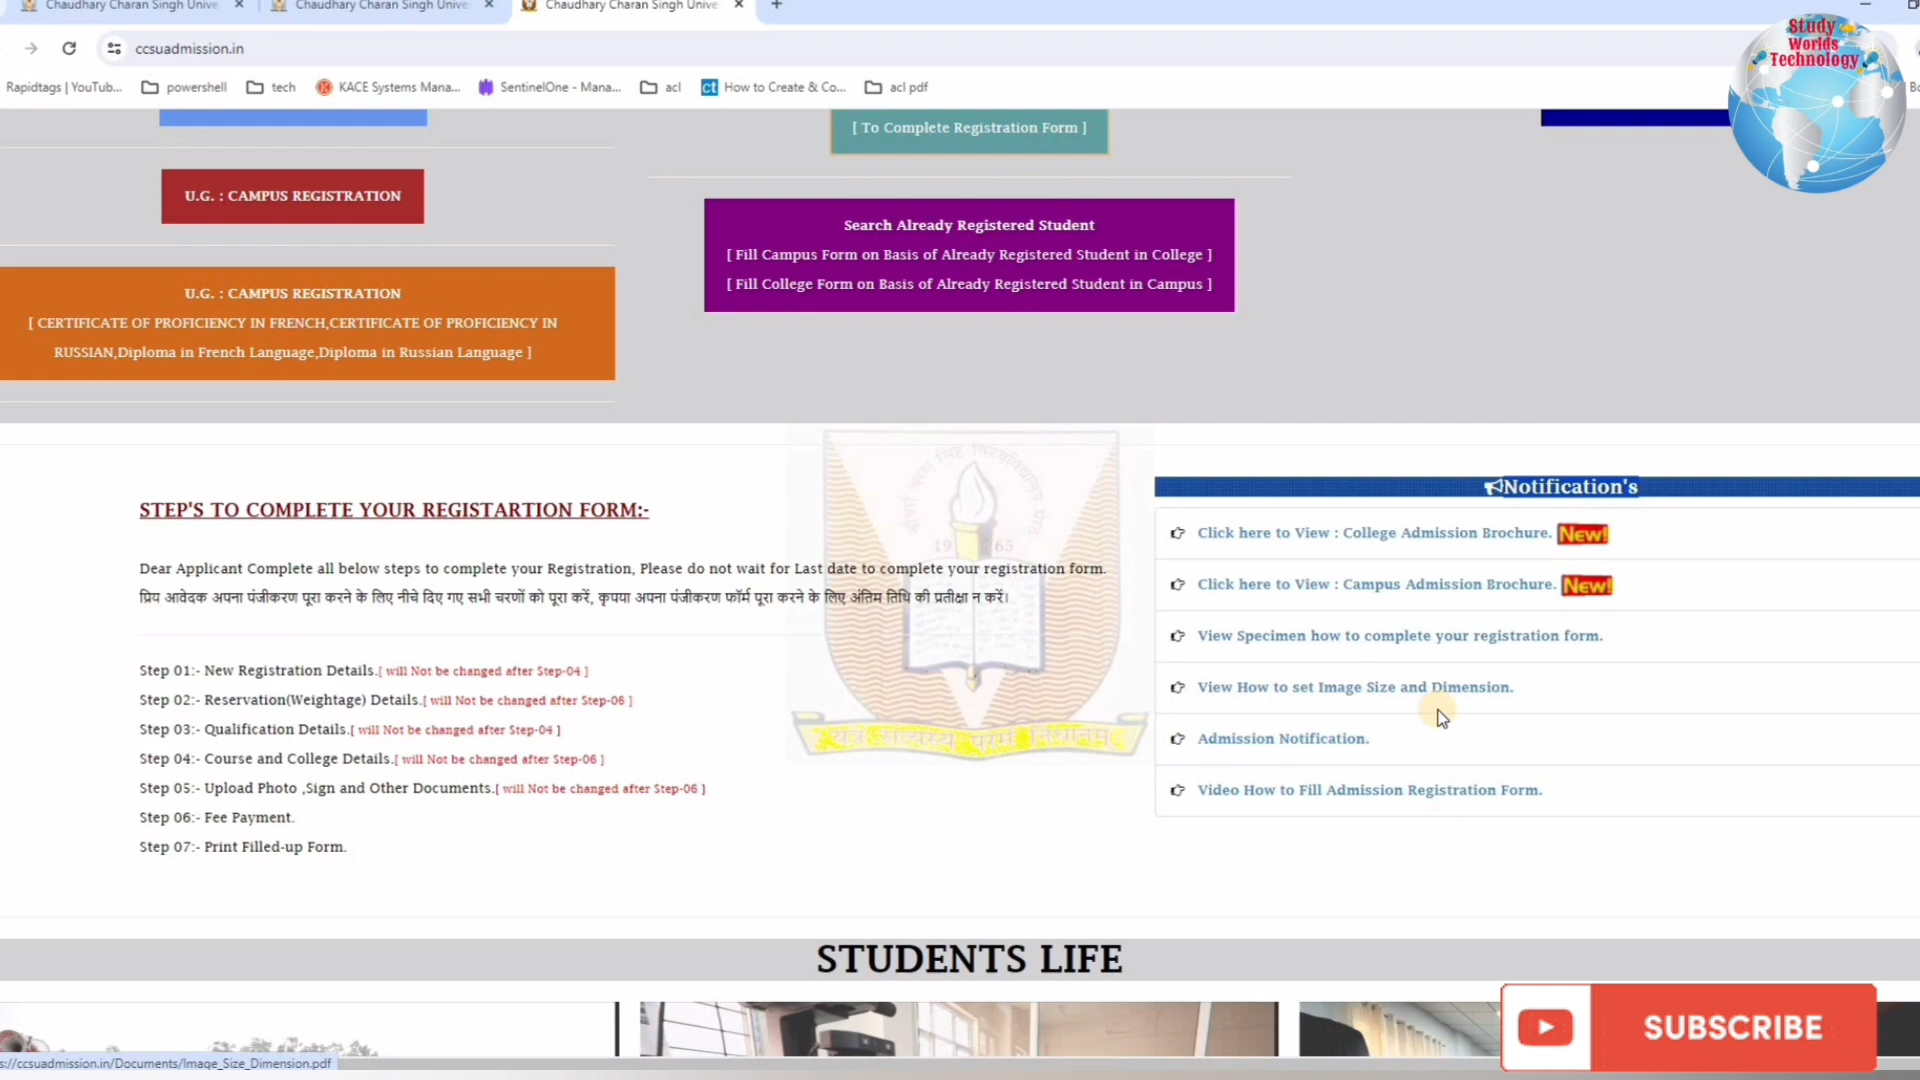 Chaudhary Charan Singh Unive
Chaudhary Charan Singh Unive
Chaudhary Charan Singh Unive
ccsuadmission.in
Rapidtags | YouTub...
powershell
tech
KACE Systems Mana...
SentinelOne - Mana...
acl
ct
How to Create & Co...
acl pdf
Study
Worlds
Technology
[ To Complete Registration Form ]
U.G. : CAMPUS REGISTRATION
Search Already Registered Student
[ Fill Campus Form on Basis of Already Registered Student in College ]
[ Fill College Form on Basis of Already Registered Student in Campus ]
U.G. : CAMPUS REGISTRATION
[ CERTIFICATE OF PROFICIENCY IN FRENCH,CERTIFICATE OF PROFICIENCY IN
RUSSIAN,Diploma in French Language,Diploma in Russian Language ]
STEP'S TO COMPLETE YOUR REGISTARTION FORM:-
Dear Applicant Complete all below steps to complete your Registration, Please do not wait for Last date to complete your registration form.
प्रिय आवेदक अपना पंजीकरण पूरा करने के लिए नीचे दिए गए सभी चरणों को पूरा करें, कृपया अपना पंजीकरण फॉर्म पूरा करने के लिए अंतिम तिथि की प्रतीक्षा न करें।
Step 01:- New Registration Details.[ will Not be changed after Step-04 ]
Step 02:- Reservation(Weightage) Details.[ will Not be changed after Step-06 ]
Step 03:- Qualification Details.[ will Not be changed after Step-04 ]
Step 04:- Course and College Details.[ will Not be changed after Step-06 ]
Step 05:- Upload Photo ,Sign and Other Documents.[ will Not be changed after Step-06 ]
Step 06:- Fee Payment.
Step 07:- Print Filled-up Form.
19 65
Notification's
Click here to View : College Admission Brochure. New!
Click here to View : Campus Admission Brochure. New!
View Specimen how to complete your registration form.
View How to set Image Size and Dimension.
Admission Notification.
Video How to Fill Admission Registration Form.
STUDENTS LIFE
s://ccsuadmission.in/Documents/Image_Size_Dimension.pdf
SUBSCRIBE